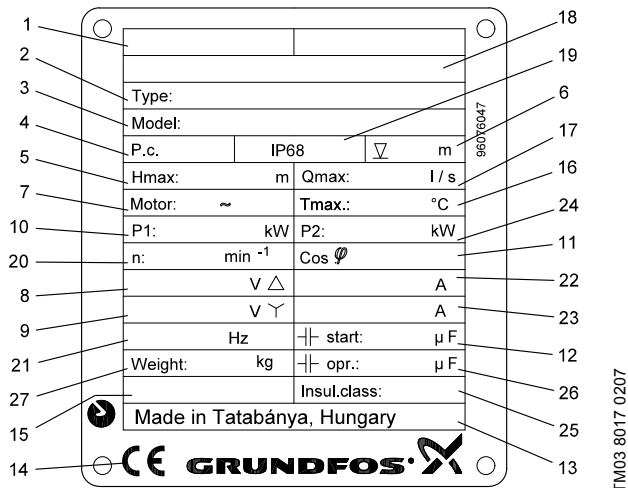 1
18
2
19
Type:
3
6
Model:
96076047
4
P.c. IP68 m
17
5
Hmax: m Qmax: l / s
16
7
Motor: ~ Tmax.: °C
24
10
P1: kW P2: kW
11
20
n: min -1 Cos φ
22
8
V △ A
23
9
V Y A
12
21
Hz start: µ F
26
27
Weight: kg opr.: µ F
25
15
Insul.class:
Made in Tatabánya, Hungary
13
14
CE GRUNDFOS
TM03 8017 0207